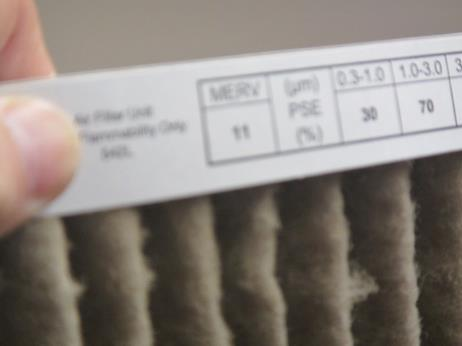 Air Filter Unit
Flammability Only
MERV (µm) 0.3-1.0 1.0-3.0 3
11 PSE (%) 30 70